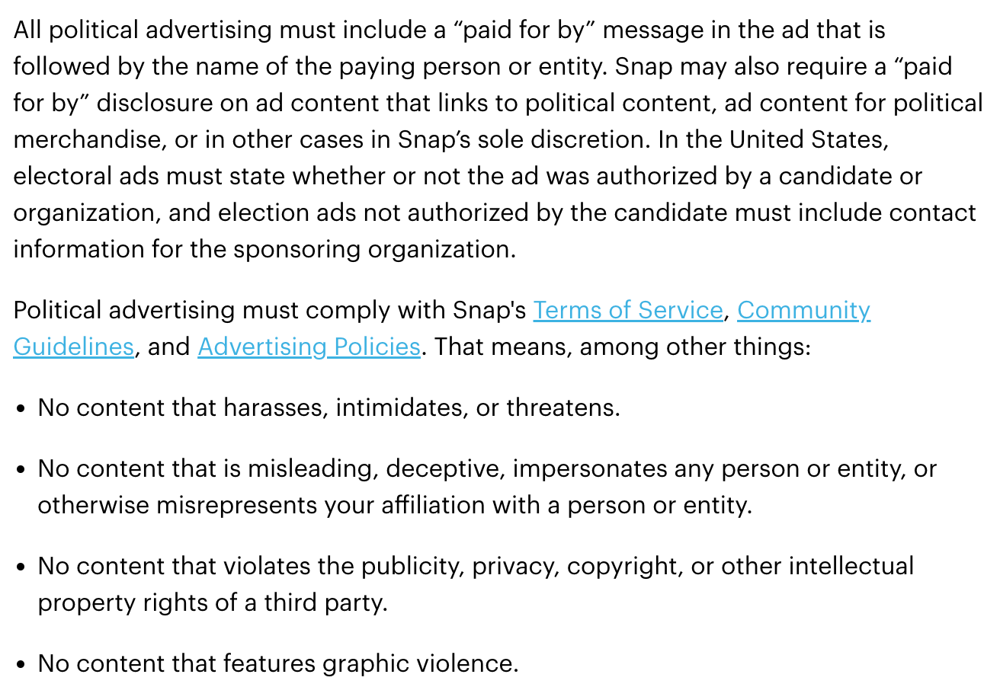 All political advertising must include a “paid for by” message in the ad that is
followed by the name of the paying person or entity. Snap may also require a “paid
for by” disclosure on ad content that links to political content, ad content for political
merchandise, or in other cases in Snap’s sole discretion. In the United States,
electoral ads must state whether or not the ad was authorized by a candidate or
organization, and election ads not authorized by the candidate must include contact
information for the sponsoring organization.
Political advertising must comply with Snap's Terms of Service, Community
Guidelines, and Advertising Policies. That means, among other things:
• No content that harasses, intimidates, or threatens.
• No content that is misleading, deceptive, impersonates any person or entity, or
otherwise misrepresents your affiliation with a person or entity.
• No content that violates the publicity, privacy, copyright, or other intellectual
property rights of a third party.
• No content that features graphic violence.